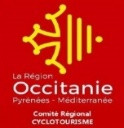 La Région
Occitanie
Pyrénées - Méditerranée
Comité Régional
CYCLOTOURISME